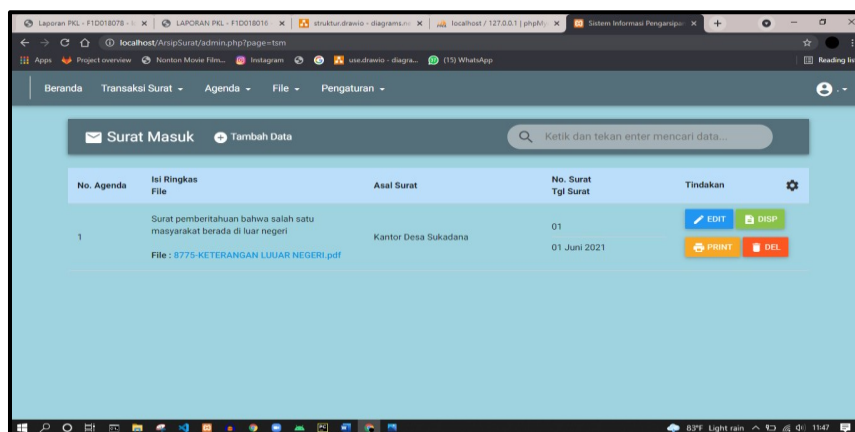 Laporan PKL - F1D018078 -
LAPORAN PKL - F1D018016 -
struktur.drawio - diagrams.ne
localhost / 127.0.0.1 | phpMy
Sistem Informasi Pengarsipan
localhost/ArsipSurat/admin.php?page=tsm
Apps Project overview Nonton Movie Film... Instagram use.drawio - diagra... (15) WhatsApp Reading list
Beranda Transaksi Surat Agenda File Pengaturan
Surat Masuk Tambah Data Ketik dan tekan enter mencari data...
No. Agenda Isi Ringkas Asal Surat No. Surat Tindakan
File Tgl Surat
Surat pemberitahuan bahwa salah satu
masyarakat berada di luar negeri
1 Kantor Desa Sukadana 01 EDIT DISP
File : 8775-KETERANGAN LUUAR NEGERI.pdf 01 Juni 2021 PRINT DEL
83°F Light rain 11:47